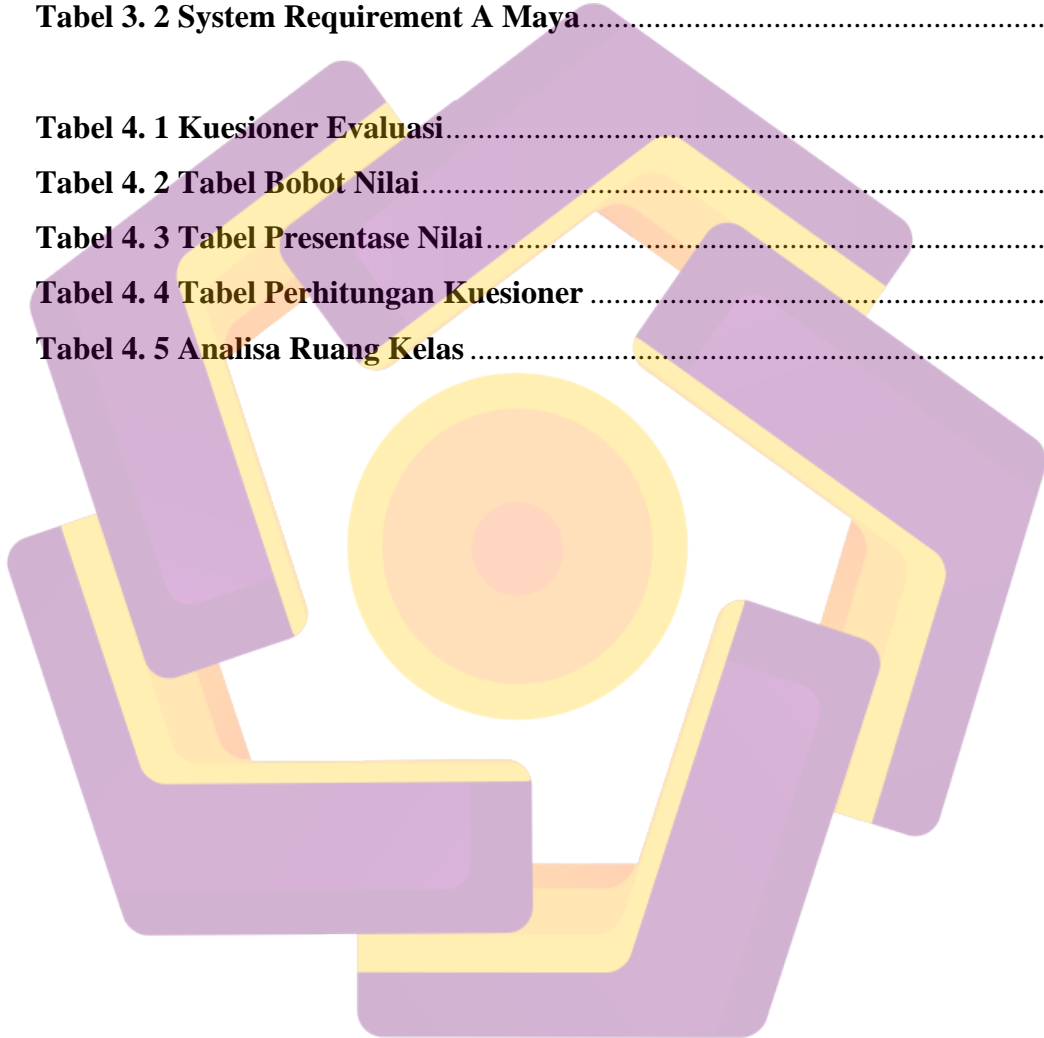 Tabel 3. 2 System Requirement A Maya.......................................................
Tabel 4. 1 Kuesioner Evaluasi.......................................................................
Tabel 4. 2 Tabel Bobot Nilai..........................................................................
Tabel 4. 3 Tabel Presentase Nilai..................................................................
Tabel 4. 4 Tabel Perhitungan Kuesioner ......................................................
Tabel 4. 5 Analisa Ruang Kelas ....................................................................